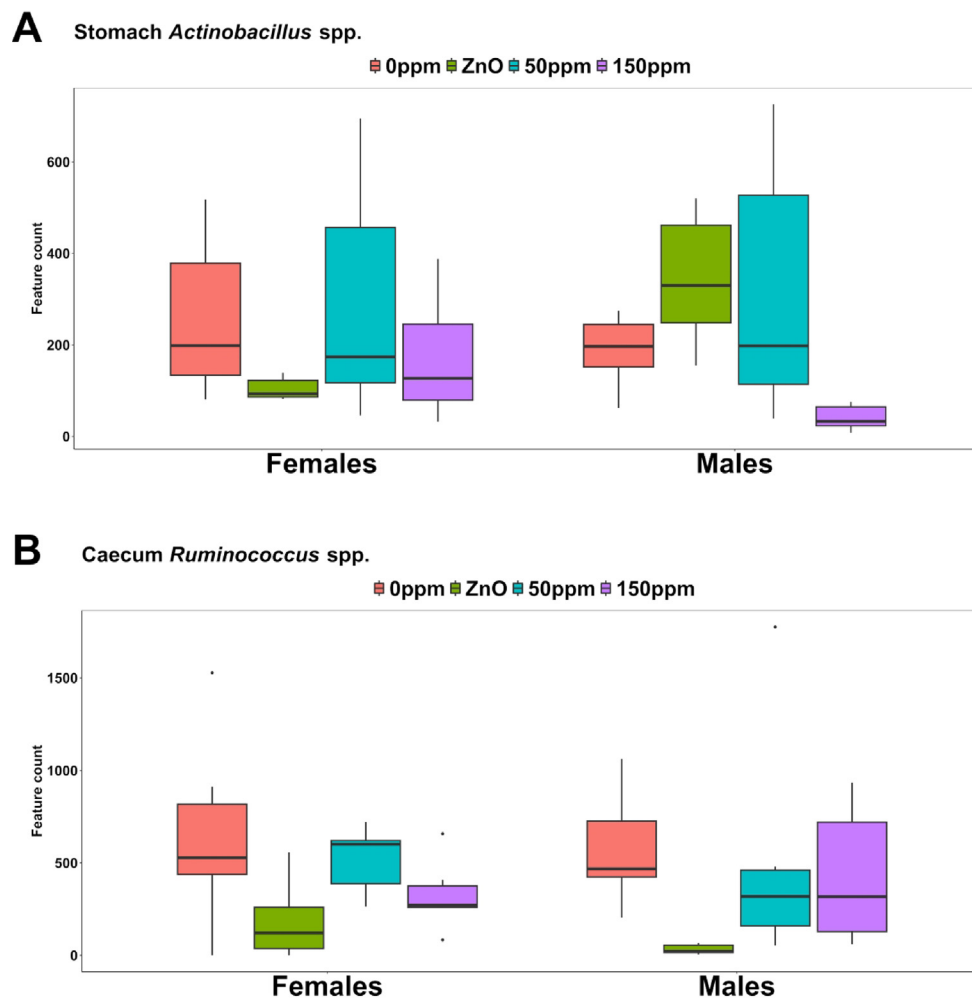 A
Stomach Actinobacillus spp.
0ppm ZnO 50ppm 150ppm
Feature count
600
400
200
0
Females Males
B
Caecum Ruminococcus spp.
0ppm ZnO 50ppm 150ppm
Feature count
1500
1000
500
0
Females Males